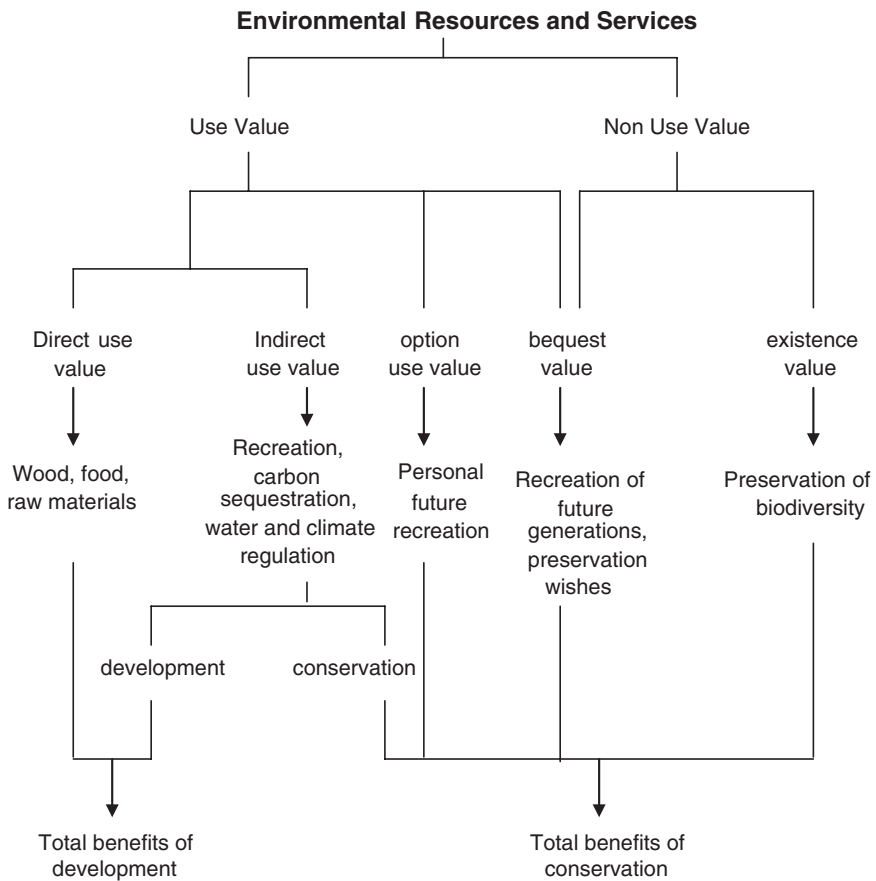 Environmental Resources and Services
Use Value
Non Use Value
Direct use
value
Indirect
use value
option
use value
bequest
value
existence
value
Wood, food,
raw materials
Recreation,
carbon
sequestration,
water and climate
regulation
Personal
future
recreation
Recreation of
future
generations,
preservation
wishes
Preservation of
biodiversity
development
conservation
Total benefits of
development
Total benefits of
conservation